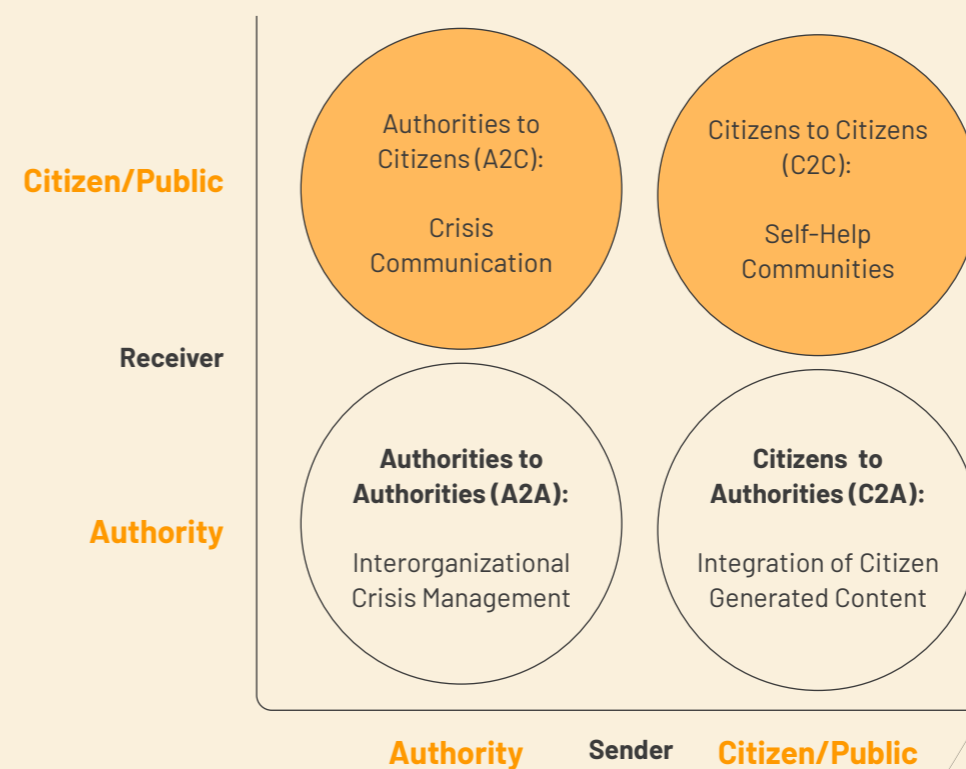 Citizen/Public
Authorities to
Citizens (A2C):
Crisis
Communication
Citizens to Citizens
(C2C):
Self-Help
Communities
Receiver
Authority
Authorities to
Authorities (A2A):
Interorganizational
Crisis Management
Citizens to
Authorities (C2A):
Integration of Citizen
Generated Content
Authority
Sender
Citizen/Public